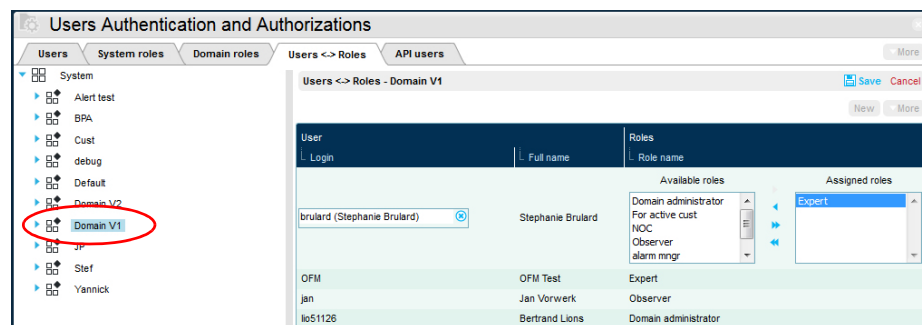 Users Authentication and Authorizations
Users System roles Domain roles Users <-> Roles API users More
System
Alert test
BPA
Cust
debug
Default
Domain V2
Domain V1
JP
Stef
Yannick
Users <-> Roles - Domain V1 Save Cancel
New More
User Roles
Login Full name Role name
Available roles Assigned roles
brulard (Stephanie Brulard) Stephanie Brulard
Domain administrator
For active cust
NOC
Observer
alarm mngr
Expert
OFM OFM Test Expert
jan Jan Vorwerk Observer
lio51126 Bertrand Lions Domain administrator